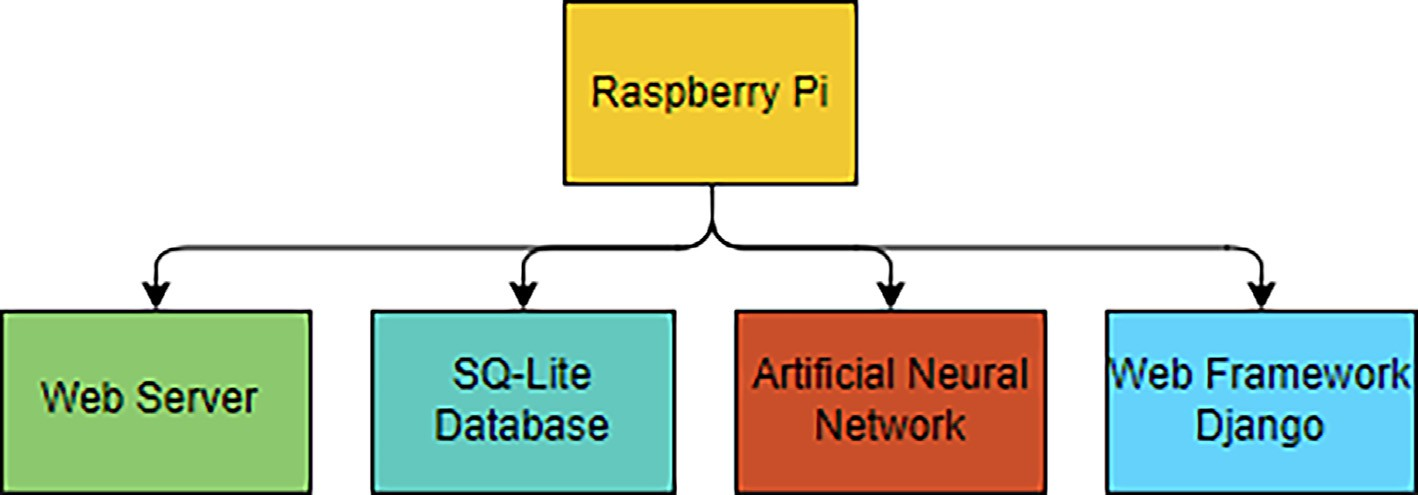 Raspberry Pi
Web Server
SQ-Lite
Database
Artificial Neural
Network
Web Framework
Django